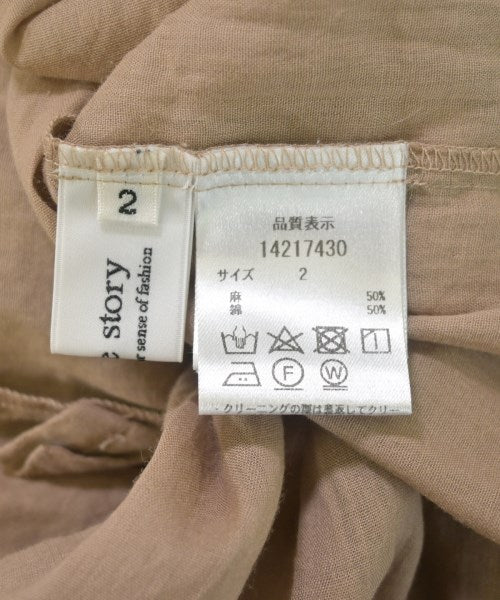 2
e story
r sense of fashion
品質表示
14217430
サイズ 2
麻 50%
綿 50%
F
W
・クリーニングの際は裏返してクリー